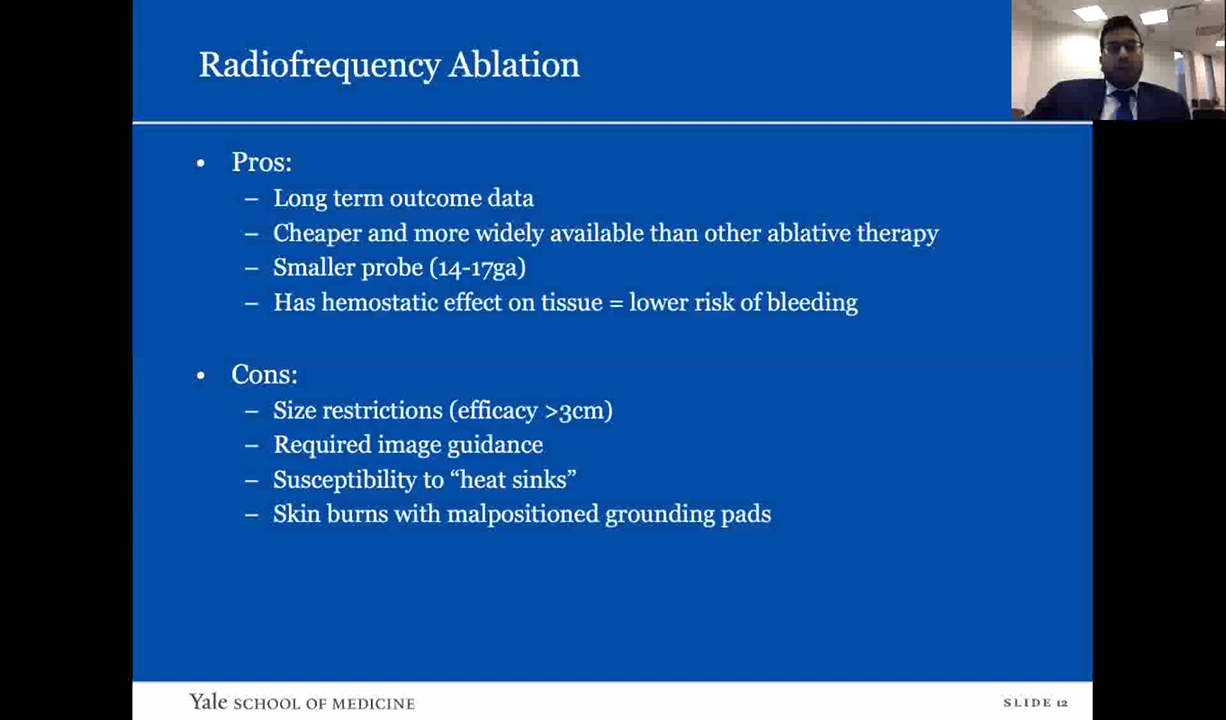 Radiofrequency Ablation
• Pros:
– Long term outcome data
– Cheaper and more widely available than other ablative therapy
– Smaller probe (14-17ga)
– Has hemostatic effect on tissue = lower risk of bleeding
• Cons:
– Size restrictions (efficacy >3cm)
– Required image guidance
– Susceptibility to “heat sinks”
– Skin burns with malpositioned grounding pads
Yale SCHOOL OF MEDICINE
SLIDE 12